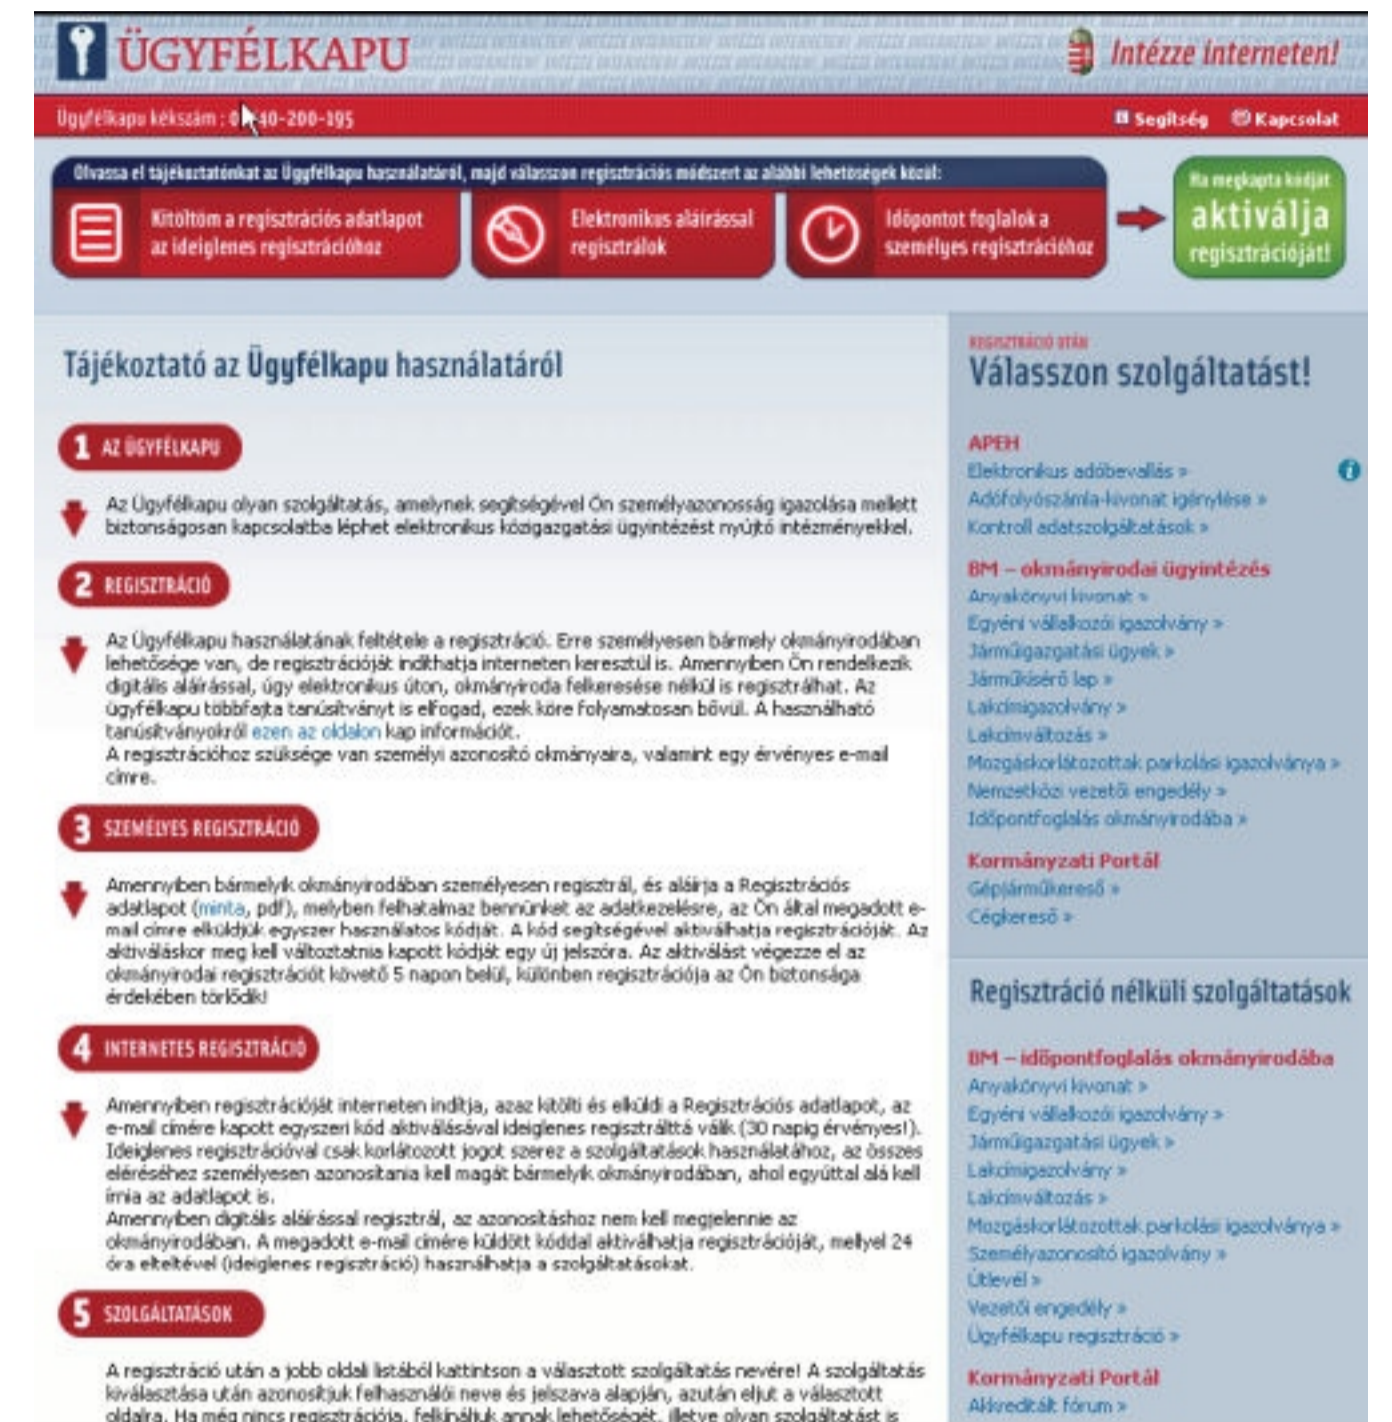 ÜGYFÉLKAPU
Intézze interneten!
Ügyfélkapu kékszám : 40-200-195
Segítség Kapcsolat
Olvassa el tájékoztatónkat az Ügyfélkapu használatáról, majd válasszon regisztrációs módszert az alábbi lehetőségek közül:
Kitöltöm a regisztrációs adatlapot
az ideiglenes regisztrációhoz
Elektronikus aláírással
regisztrálok
Időpontot foglalok a
személyes regisztrációhoz
Ha megkapta kódját
aktiválja
regisztrációját!
Tájékoztató az Ügyfélkapu használatáról
1 AZ ÜGYFÉLKAPU
Az Ügyfélkapu olyan szolgáltatás, amelynek segítségével Ön személyazonosság igazolása mellett
biztonságosan kapcsolatba léphet elektronikus közigazgatási ügyintézést nyújtó intézményekkel.
2 REGISZTRÁCIÓ
Az Ügyfélkapu használatának feltétele a regisztráció. Erre személyesen bármely okmányirodában
lehetősége van, de regisztrációját indíthatja interneten keresztül is. Amennyiben Ön rendelkezik
digitális aláírással, úgy elektronikus úton, okmányiroda felkeresése nélkül is regisztrálhat. Az
ügyfélkapu többfajta tanúsítványt is elfogad, ezek köre folyamatosan bővül. A használható
tanúsítványokról ezen az oldalon kap információt.
A regisztrációhoz szüksége van személyi azonosító okmányaira, valamint egy érvényes e-mail
címre.
3 SZEMÉLYES REGISZTRÁCIÓ
Amennyiben bármelyik okmányirodában személyesen regisztrál, és aláírja a Regisztrációs
adatlapot (minta, pdf), melyben felhatalmaz bennünket az adatkezelésre, az Ön által megadott e-
mail címre elküldjük egyszer használatos kódját. A kód segítségével aktiválhatja regisztrációját. Az
aktiváláskor meg kell változtatnia kapott kódját egy új jelszóra. Az aktiválást végezze el az
okmányirodai regisztrációt követő 5 napon belül, különben regisztrációja az Ön biztonsága
érdekében törlődik!
4 INTERNETES REGISZTRÁCIÓ
Amennyiben regisztrációját interneten indítja, azaz kitölti és elküldi a Regisztrációs adatlapot, az
e-mail címére kapott egyszeri kód aktiválásával ideiglenes regisztrálttá válik (30 napig érvényes!).
Ideiglenes regisztrációval csak korlátozott jogot szerez a szolgáltatások használatához, az összes
eléréséhez személyesen azonosítania kell magát bármelyik okmányirodában, ahol egyúttal alá kell
írnia az adatlapot is.
Amennyiben digitális aláírással regisztrál, az azonosításhoz nem kell megjelennie az
okmányirodában. A megadott e-mail címére küldött kóddal aktiválhatja regisztrációját, mellyel 24
óra elteltével (ideiglenes regisztráció) használhatja a szolgáltatásokat.
5 SZOLGÁLTATÁSOK
A regisztráció után a jobb oldali listából kattintson a választott szolgáltatás nevére! A szolgáltatás
kiválasztása után azonosítjuk felhasználói neve és jelszava alapján, azután eljut a választott
oldalra. Ha még nincs regisztrációja, felkínáljuk annak lehetőségét, illetve olyan szolgáltatást is
REGISZTRÁCIÓ UTÁN
Válasszon szolgáltatást!
APEH
Elektronikus adóbevallás »
Adófolyószámla-kivonat igénylése »
Kontroll adatszolgáltatások »
BM – okmányirodai ügyintézés
Anyakönyvi kivonat »
Egyéni vállalkozói igazolvány »
Járműigazgatási ügyek »
Járműkísérő lap »
Lakcímigazolvány »
Lakcímváltozás »
Mozgáskorlátozottak parkolási igazolványa »
Nemzetközi vezetői engedély »
Időpontfoglalás okmányirodába »
Kormányzati Portál
Gépjárműkereső »
Cégkereső »
Regisztráció nélküli szolgáltatások
BM – időpontfoglalás okmányirodába
Anyakönyvi kivonat »
Egyéni vállalkozói igazolvány »
Járműigazgatási ügyek »
Lakcímigazolvány »
Lakcímváltozás »
Mozgáskorlátozottak parkolási igazolványa »
Személyazonosító igazolvány »
Útlevél »
Vezetői engedély »
Ügyfélkapu regisztráció »
Kormányzati Portál
Akkreditált fórum »